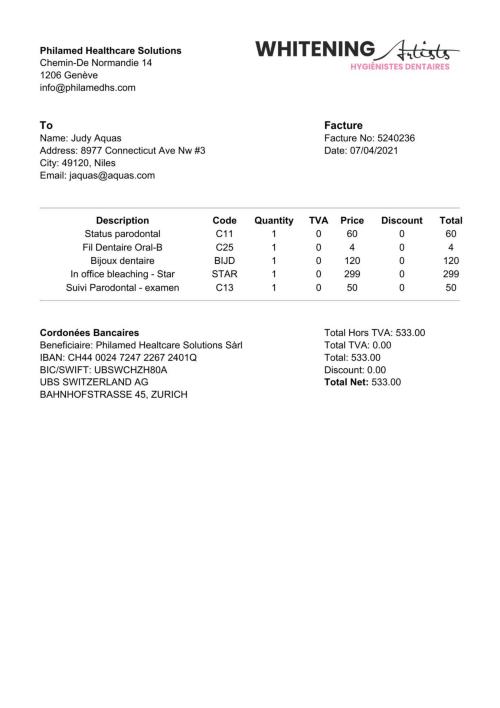 Philamed Healthcare Solutions
Chemin-De Normandie 14
1206 Genève
info@philamedhs.com
WHITENING Artists
HYGIÉNISTES DENTAIRES
To
Name: Judy Aquas
Address: 8977 Connecticut Ave Nw #3
City: 49120, Niles
Email: jaquas@aquas.com
Facture
Facture No: 5240236
Date: 07/04/2021
Description Code Quantity TVA Price Discount Total
Status parodontal C11 1 0 60 0 60
Fil Dentaire Oral-B C25 1 0 4 0 4
Bijoux dentaire BIJD 1 0 120 0 120
In office bleaching - Star STAR 1 0 299 0 299
Suivi Parodontal - examen C13 1 0 50 0 50
Cordonées Bancaires
Beneficiaire: Philamed Healtcare Solutions Sàrl
IBAN: CH44 0024 7247 2267 2401Q
BIC/SWIFT: UBSWCHZH80A
UBS SWITZERLAND AG
BAHNHOFSTRASSE 45, ZURICH
Total Hors TVA: 533.00
Total TVA: 0.00
Total: 533.00
Discount: 0.00
Total Net: 533.00